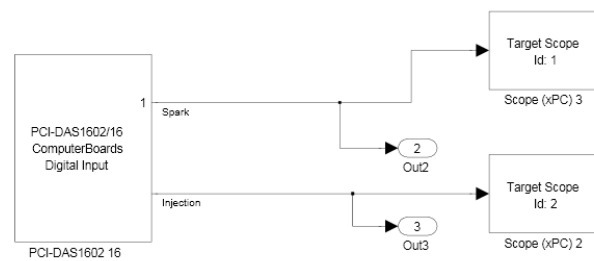 Target Scope
Id: 1
Scope (xPC) 3
PCI-DAS1602/16
ComputerBoards
Digital Input
1
Spark
2
Out2
Injection
Target Scope
Id: 2
Scope (xPC) 2
3
Out3
PCI-DAS1602 16